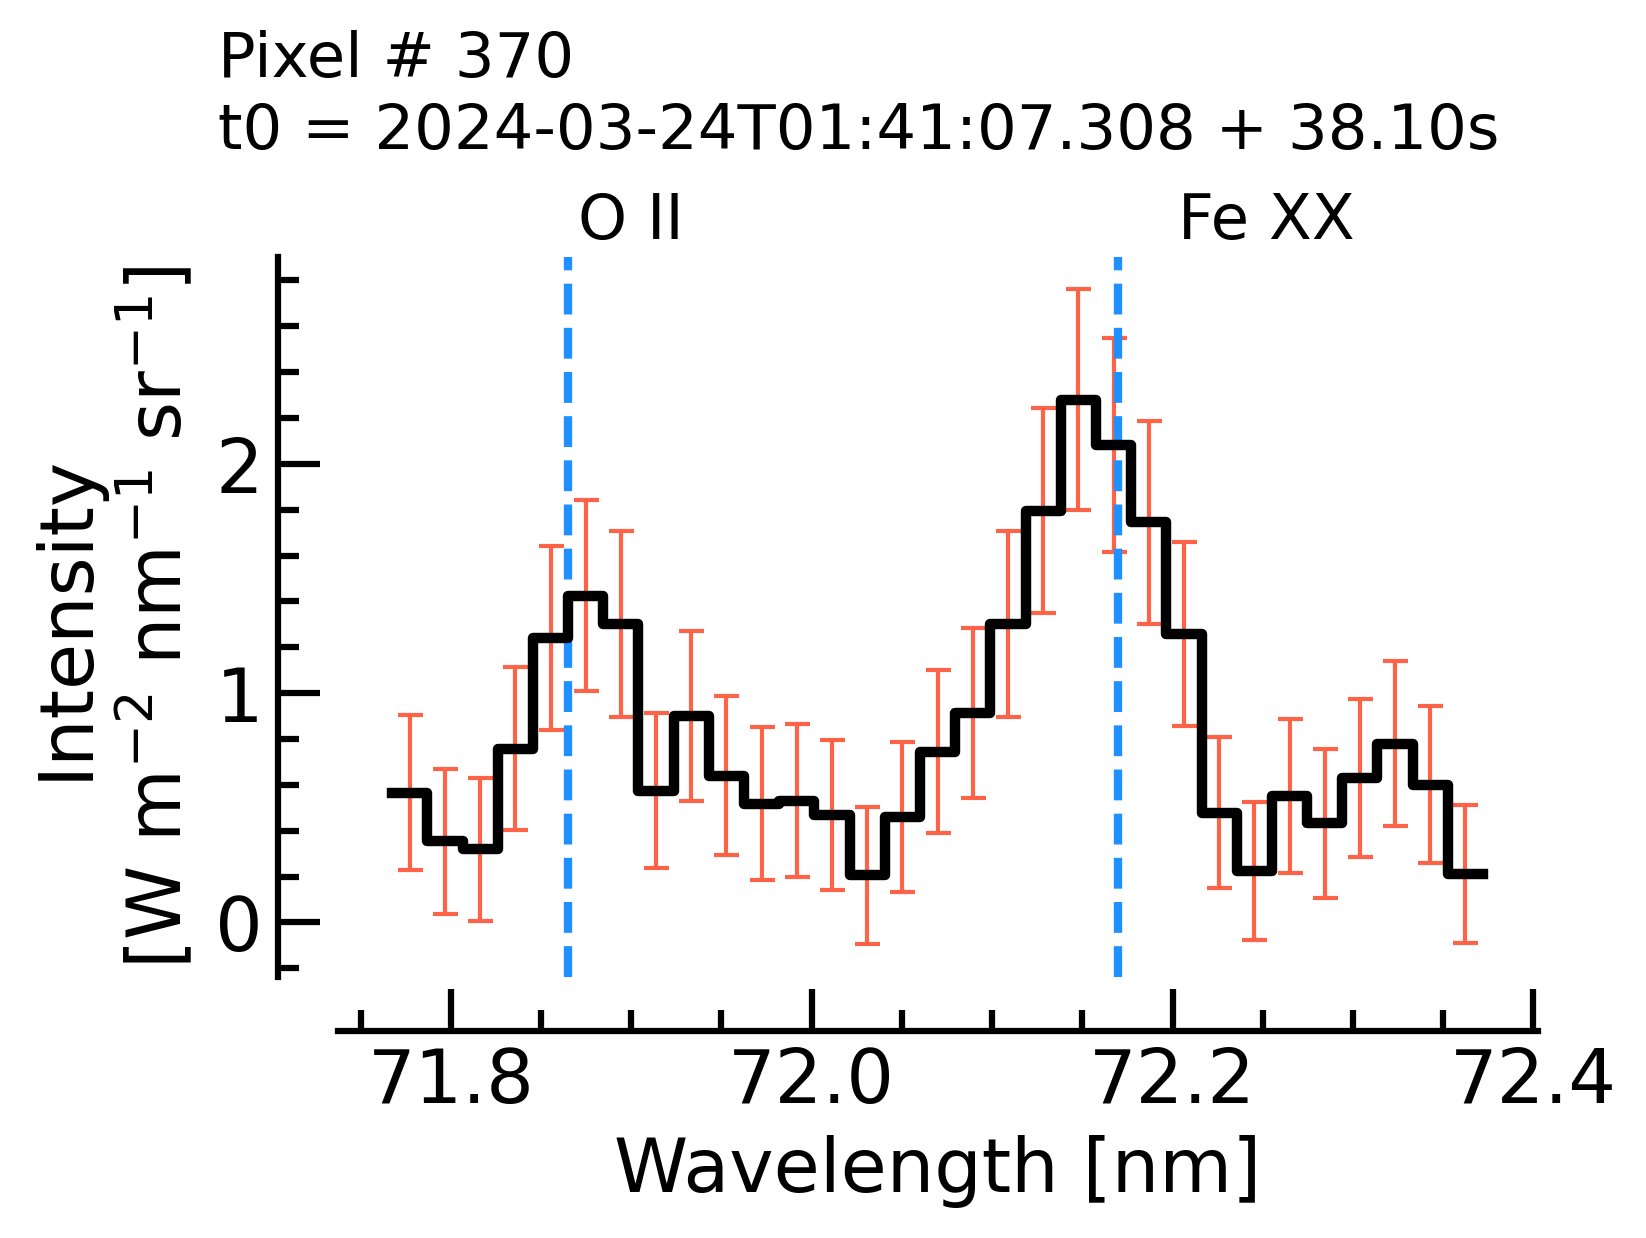 Pixel # 370
t0 = 2024-03-24T01:41:07.308 + 38.10s
O II
Fe XX
Intensity
[W m⁻² nm⁻¹ sr⁻¹]
2
1
0
71.8
72.0
72.2
72.4
Wavelength [nm]